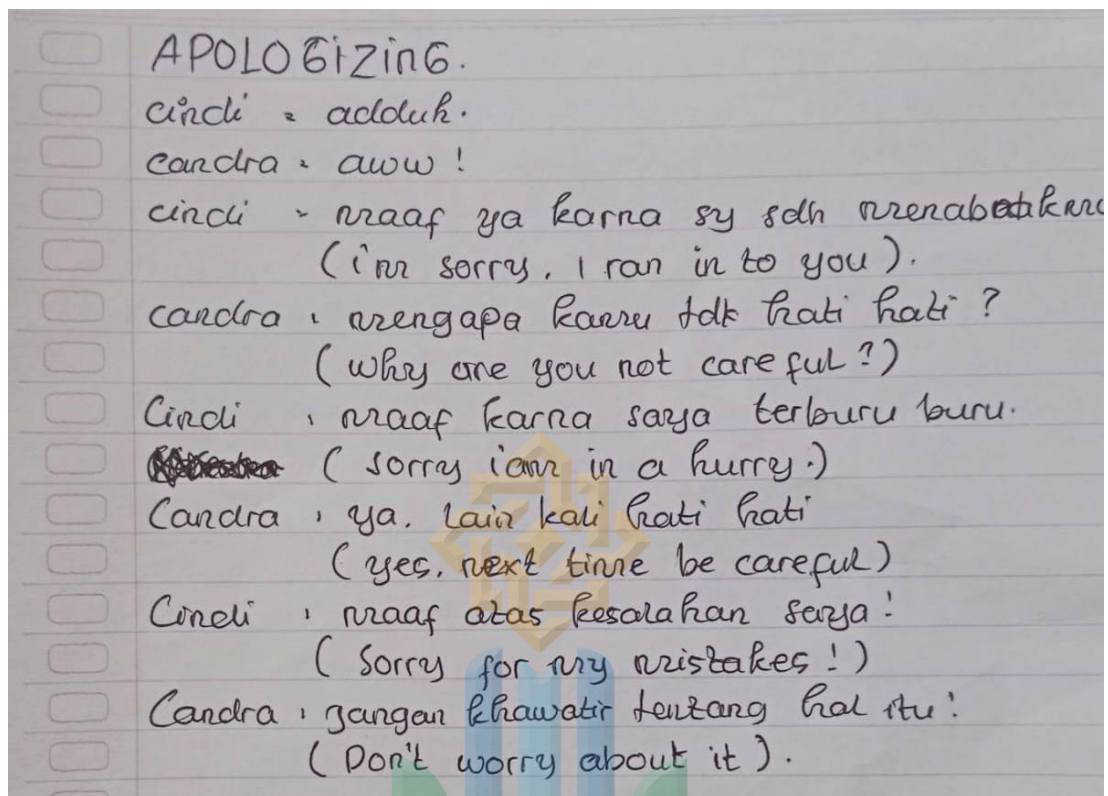 APOLOGizinG.
cindi : adduh.
candra : aww !
cindi : maaf ya karna sy sdh
(i'm sorry, I ran in to you).
candra : mengapa kamu tdk hati hati ?
(why are you not careful?)
Cindi : maaf karna saya terburu buru.
(sorry iam in a hurry.)
Candra : ya. Lain kali hati hati
(yes, next time be careful)
Cindi : maaf atas kesalahan saya !
(Sorry for my mistakes !)
Candra : jangan khawatir tentang hal itu !
(Don't worry about it).